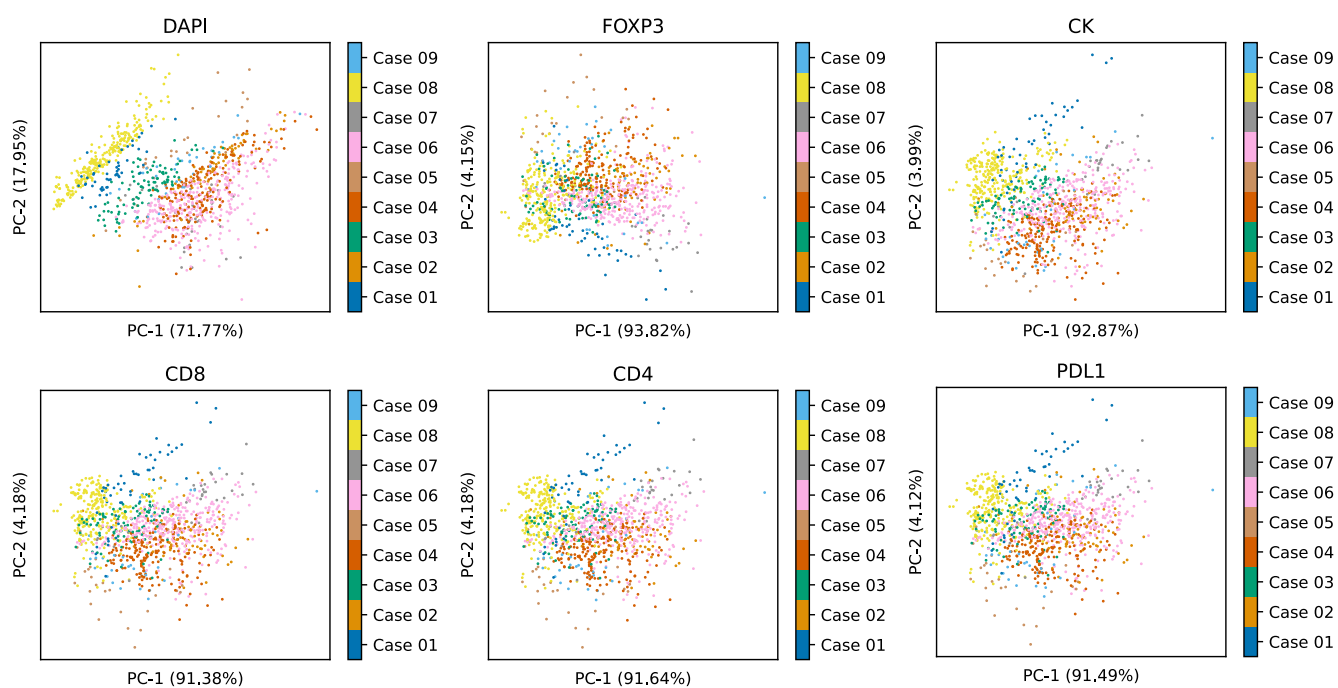 DAPI
PC-2 (17.95%)
PC-1 (71.77%)
Case 09
Case 08
Case 07
Case 06
Case 05
Case 04
Case 03
Case 02
Case 01
FOXP3
PC-2 (4.15%)
PC-1 (93.82%)
Case 09
Case 08
Case 07
Case 06
Case 05
Case 04
Case 03
Case 02
Case 01
CK
PC-2 (3.99%)
PC-1 (92.87%)
Case 09
Case 08
Case 07
Case 06
Case 05
Case 04
Case 03
Case 02
Case 01
CD8
PC-2 (4.18%)
PC-1 (91.38%)
Case 09
Case 08
Case 07
Case 06
Case 05
Case 04
Case 03
Case 02
Case 01
CD4
PC-2 (4.18%)
PC-1 (91.64%)
Case 09
Case 08
Case 07
Case 06
Case 05
Case 04
Case 03
Case 02
Case 01
PDL1
PC-2 (4.12%)
PC-1 (91.49%)
Case 09
Case 08
Case 07
Case 06
Case 05
Case 04
Case 03
Case 02
Case 01